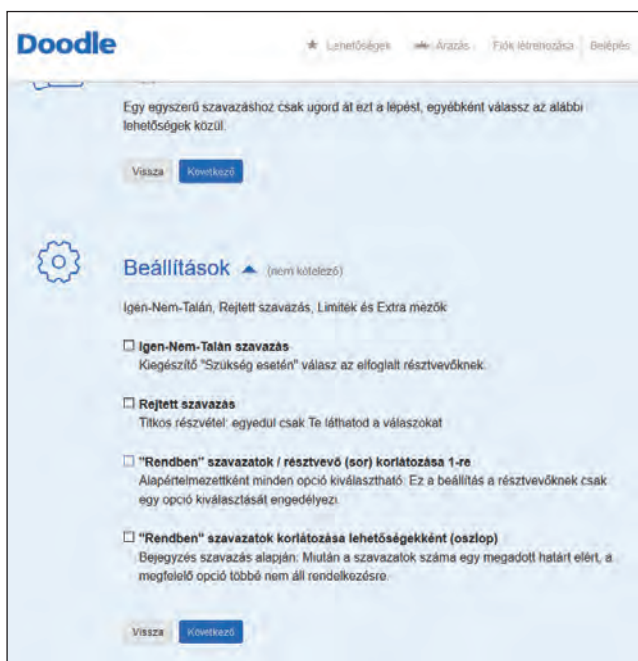 Doodle
Lehetőségek Árazás Fiók létrehozása Belépés
Egy egyszerű szavazáshoz csak ugord át ezt a lépést, egyébként válassz az alábbi
lehetőségek közül.
Vissza Következő
Beállítások (nem kötelező)
Igen-Nem-Talán, Rejtett szavazás, Limitek és Extra mezők
Igen-Nem-Talán szavazás
Kiegészítő "Szükség esetén" válasz az elfoglalt résztvevőknek.
Rejtett szavazás
Titkos részvétel: egyedül csak Te láthatod a válaszokat
"Rendben" szavazatok / résztvevő (sor) korlátozása 1-re
Alapértelmezettként minden opció kiválasztható. Ez a beállítás a résztvevőknek csak
egy opció kiválasztását engedélyezi.
"Rendben" szavazatok korlátozása lehetőségekként (oszlop)
Bejegyzés szavazás alapján: Miután a szavazatok száma egy megadott határt elért, a
megfelelő opció többé nem áll rendelkezésre.
Vissza Következő